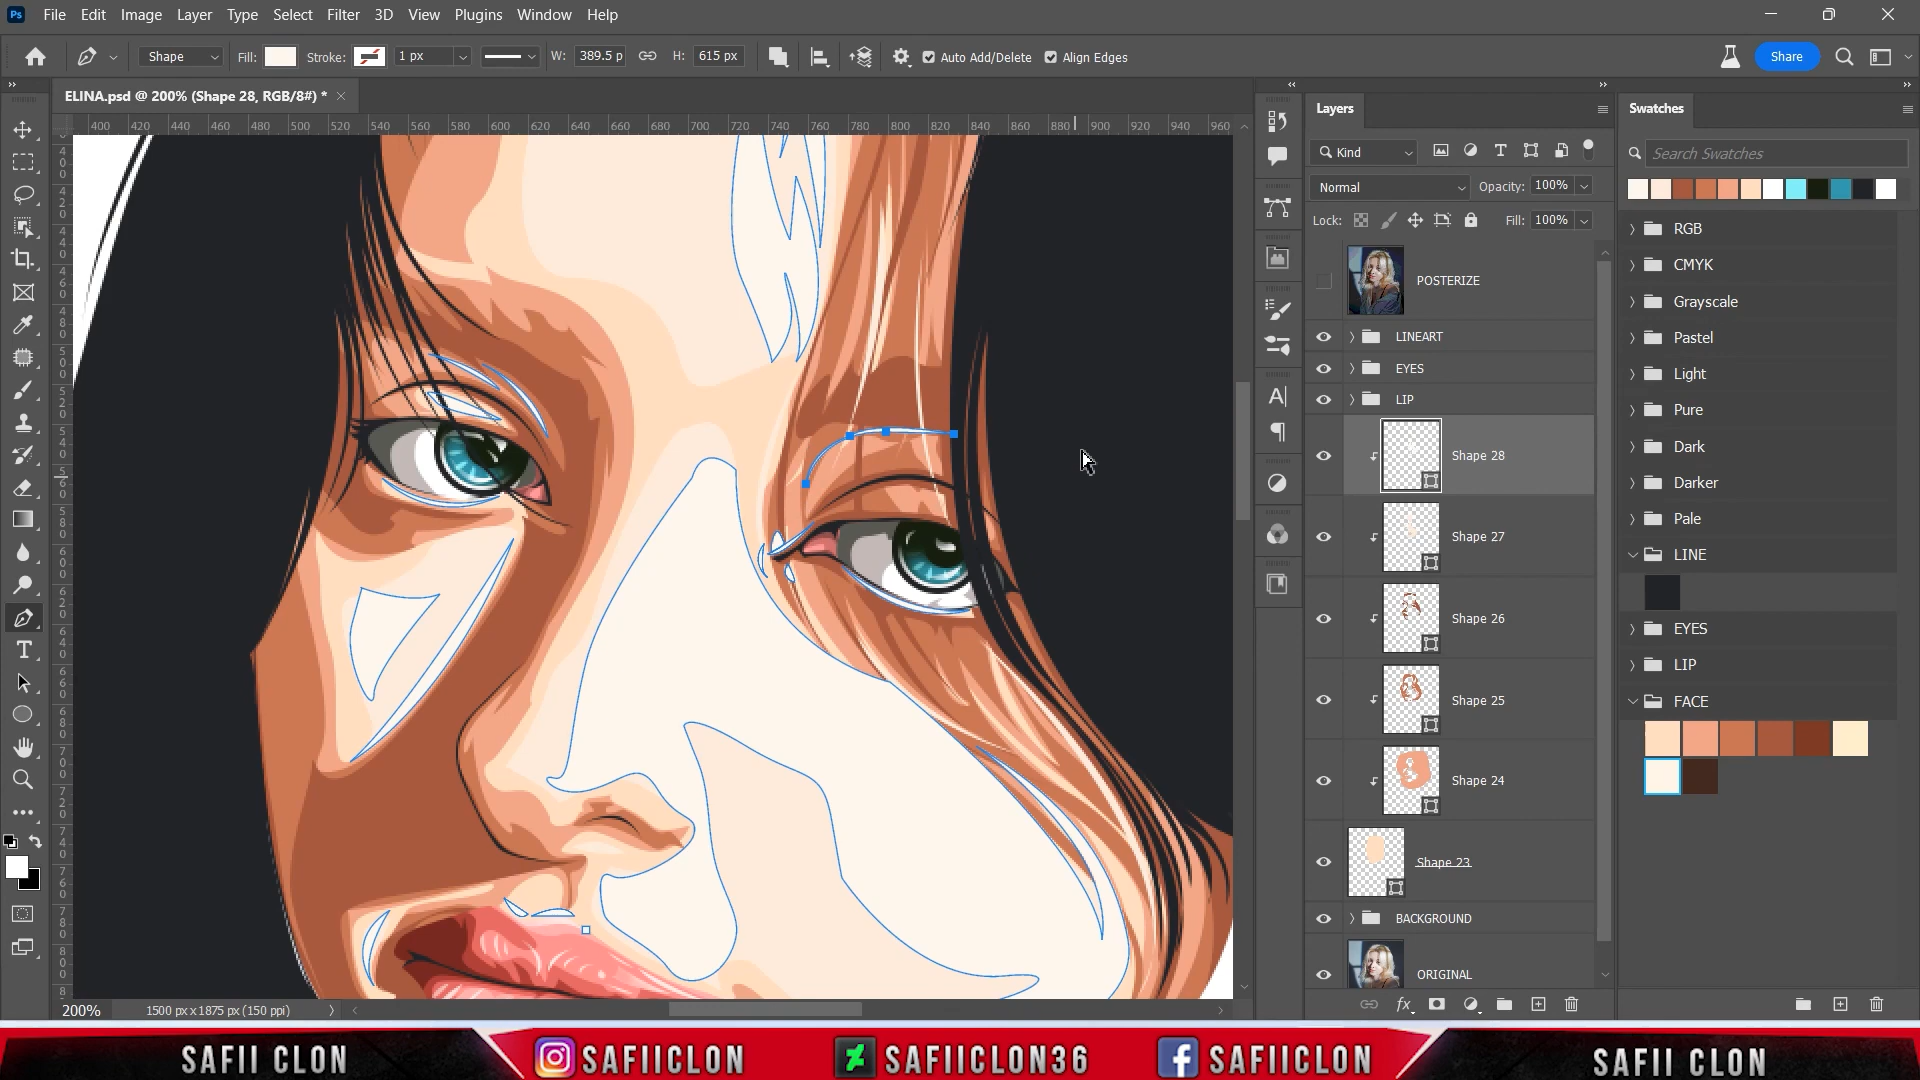 Ps File Edit Image Layer Type Select Filter 3D View Plugins Window Help
Shape Fill: Stroke: 1 px W: 389.5 p H: 615 px Auto Add/Delete Align Edges Share
ELINA.psd @ 200% (Shape 28, RGB/8#) *
400 420 440 460 480 500 520 540 560 580 600 620 640 660 680 700 720 740 760 780 800 820 840 860 880 900 920 940 960
Layers
Kind
Normal Opacity: 100%
Lock: Fill: 100%
POSTERIZE
LINEART
EYES
LIP
Shape 28
Shape 27
Shape 26
Shape 25
Shape 24
Shape 23
BACKGROUND
ORIGINAL
Swatches
Search Swatches
RGB
CMYK
Grayscale
Pastel
Light
Pure
Dark
Darker
Pale
LINE
EYES
LIP
FACE
200% 1500 px x 1875 px (150 ppi)
SAFII CLON SAFIICLON SAFIICLON36 SAFIICLON SAFII CLON